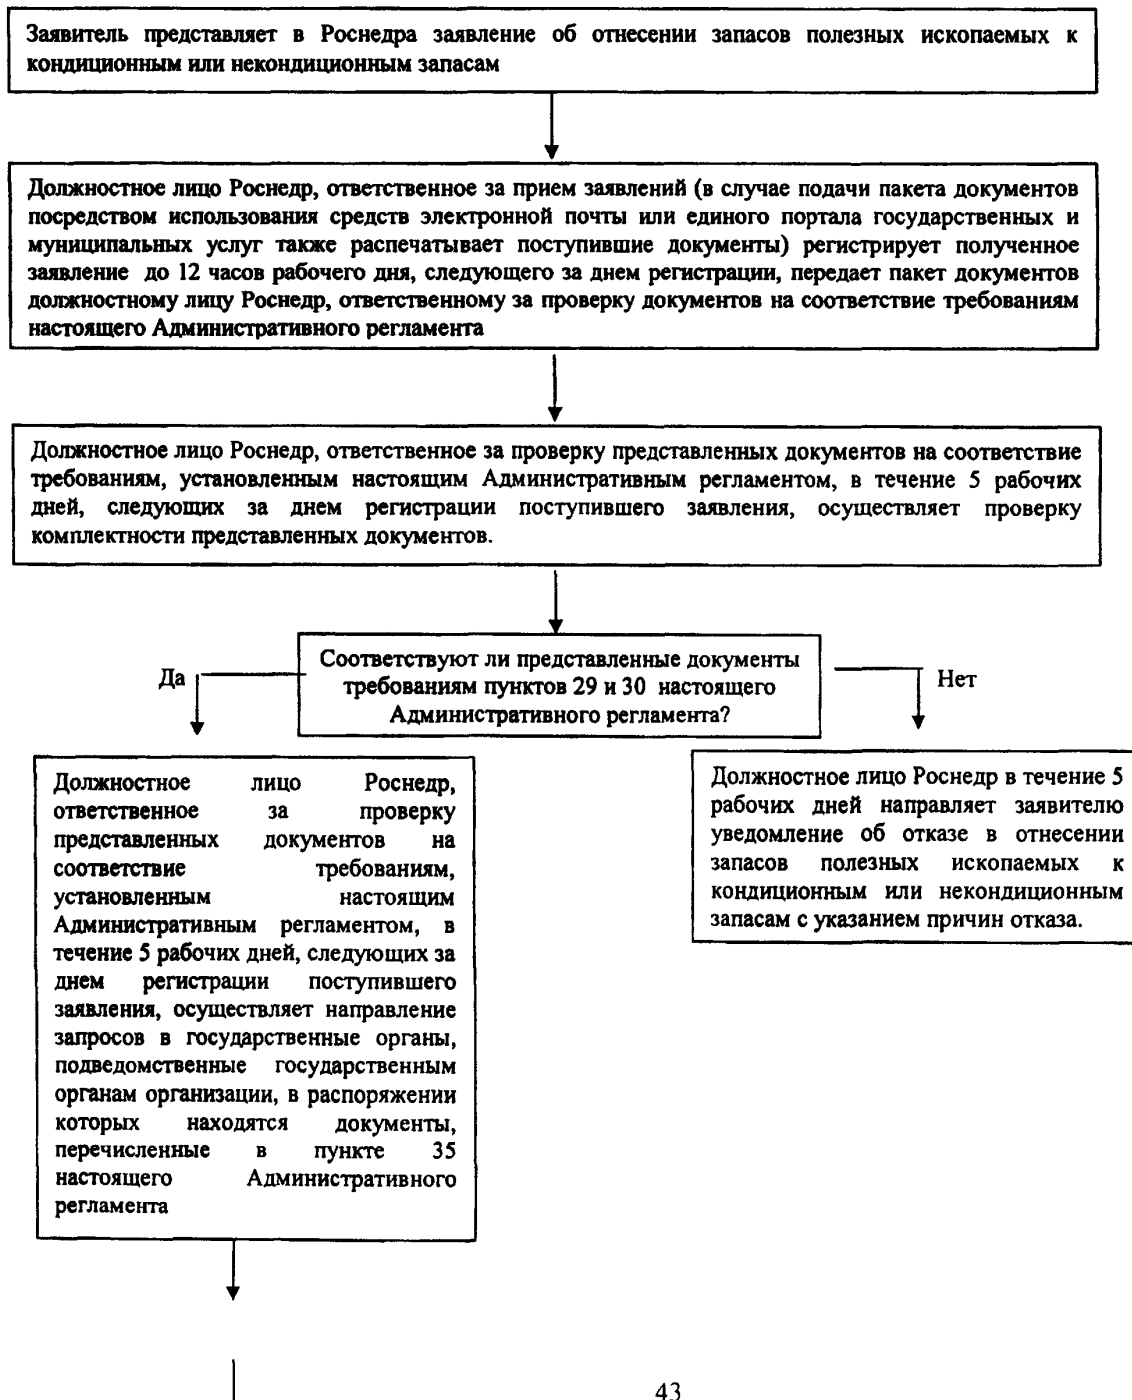 Заявитель представляет в Роснедра заявление об отнесении запасов полезных ископаемых к
кондиционным или некондиционным запасам
Должностное лицо Роснедр, ответственное за прием заявлений (в случае подачи пакета документов
посредством использования средств электронной почты или единого портала государственных и
муниципальных услуг также распечатывает поступившие документы) регистрирует полученное
заявление до 12 часов рабочего дня, следующего за днем регистрации, передает пакет документов
должностному лицу Роснедр, ответственному за проверку документов на соответствие требованиям
настоящего Административного регламента
Должностное лицо Роснедр, ответственное за проверку представленных документов на соответствие
требованиям, установленным настоящим Административным регламентом, в течение 5 рабочих
дней, следующих за днем регистрации поступившего заявления, осуществляет проверку
комплектности представленных документов.
Соответствуют ли представленные документы
требованиям пунктов 29 и 30 настоящего
Административного регламента?
Да
Нет
Должностное лицо Роснедр,
ответственное за проверку
представленных документов на
соответствие требованиям,
установленным настоящим
Административным регламентом, в
течение 5 рабочих дней, следующих за
днем регистрации поступившего
заявления, осуществляет направление
запросов в государственные органы,
подведомственные государственным
органам организации, в распоряжении
которых находятся документы,
перечисленные в пункте 35
настоящего Административного
регламента
Должностное лицо Роснедр в течение 5
рабочих дней направляет заявителю
уведомление об отказе в отнесении
запасов полезных ископаемых к
кондиционным или некондиционным
запасам с указанием причин отказа.
43